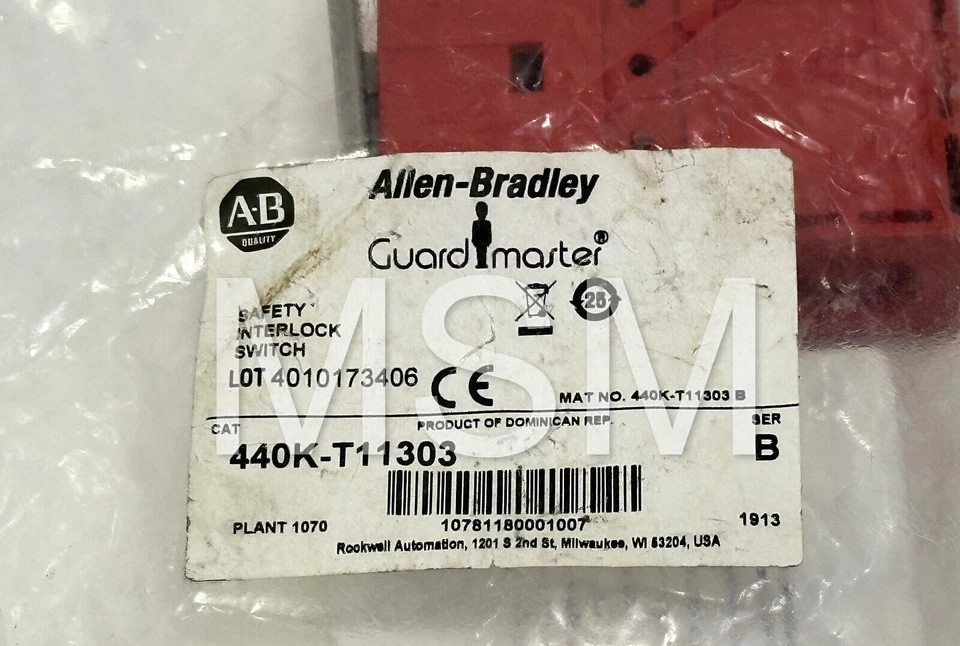 A-B
QUALITY
Allen-Bradley
Guardmaster®
25
SAFETY
INTERLOCK
SWITCH
LOT 4010173406
CE
MAT NO. 440K-T11303 B
MSM
CAT
PRODUCT OF DOMINICAN REP.
SER
440K-T11303
B
PLANT 1070
10781180001007
1913
Rockwell Automation, 1201 S 2nd St, Milwaukee, WI 53204, USA